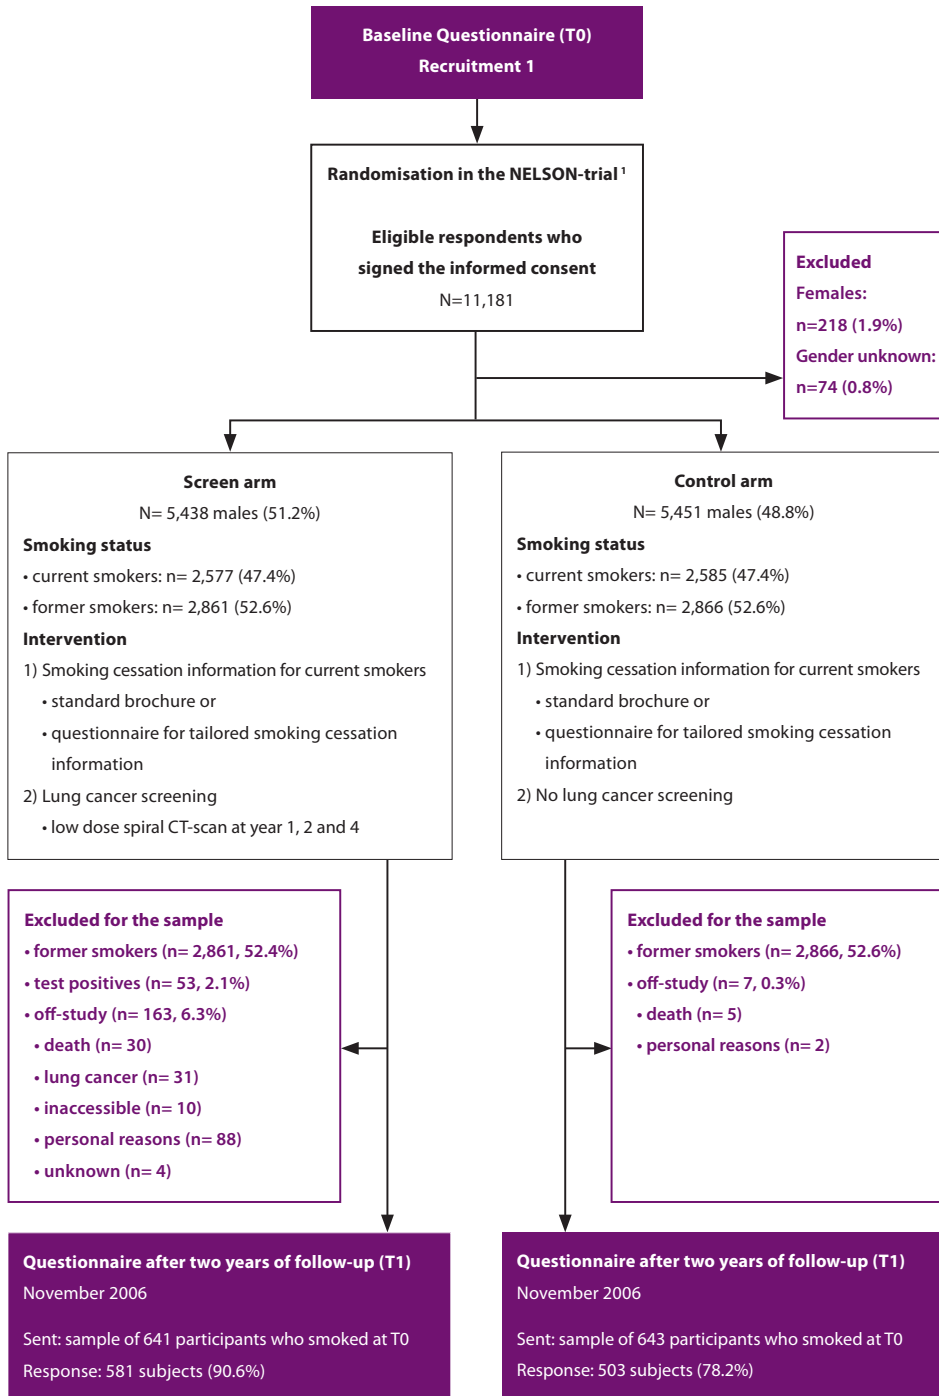 Baseline Questionnaire (T0)
Recruitment 1
Randomisation in the NELSON-trial ¹
Eligible respondents who
signed the informed consent
N=11,181
Excluded
Females:
n=218 (1.9%)
Gender unknown:
n=74 (0.8%)
Screen arm
N= 5,438 males (51.2%)
Smoking status
• current smokers: n= 2,577 (47.4%)
• former smokers: n= 2,861 (52.6%)
Intervention
1) Smoking cessation information for current smokers
• standard brochure or
• questionnaire for tailored smoking cessation
information
2) Lung cancer screening
• low dose spiral CT-scan at year 1, 2 and 4
Control arm
N= 5,451 males (48.8%)
Smoking status
• current smokers: n= 2,585 (47.4%)
• former smokers: n= 2,866 (52.6%)
Intervention
1) Smoking cessation information for current smokers
• standard brochure or
• questionnaire for tailored smoking cessation
information
2) No lung cancer screening
Excluded for the sample
• former smokers (n= 2,861, 52.4%)
• test positives (n= 53, 2.1%)
• off-study (n= 163, 6.3%)
• death (n= 30)
• lung cancer (n= 31)
• inaccessible (n= 10)
• personal reasons (n= 88)
• unknown (n= 4)
Excluded for the sample
• former smokers (n= 2,866, 52.6%)
• off-study (n= 7, 0.3%)
• death (n= 5)
• personal reasons (n= 2)
Questionnaire after two years of follow-up (T1)
November 2006
Sent: sample of 641 participants who smoked at T0
Response: 581 subjects (90.6%)
Questionnaire after two years of follow-up (T1)
November 2006
Sent: sample of 643 participants who smoked at T0
Response: 503 subjects (78.2%)